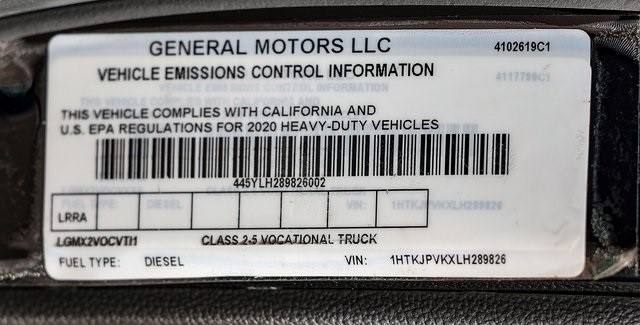 GENERAL MOTORS LLC 4102619C1
VEHICLE EMISSIONS CONTROL INFORMATION
4117798C1
THIS VEHICLE COMPLIES WITH CALIFORNIA AND
U.S. EPA REGULATIONS FOR 2020 HEAVY-DUTY VEHICLES
445YLH289826002
LRRA
LGMX2VOCVTI1 CLASS 2-5 VOCATIONAL TRUCK
FUEL TYPE: DIESEL VIN: 1HTKJPVKXLH289826